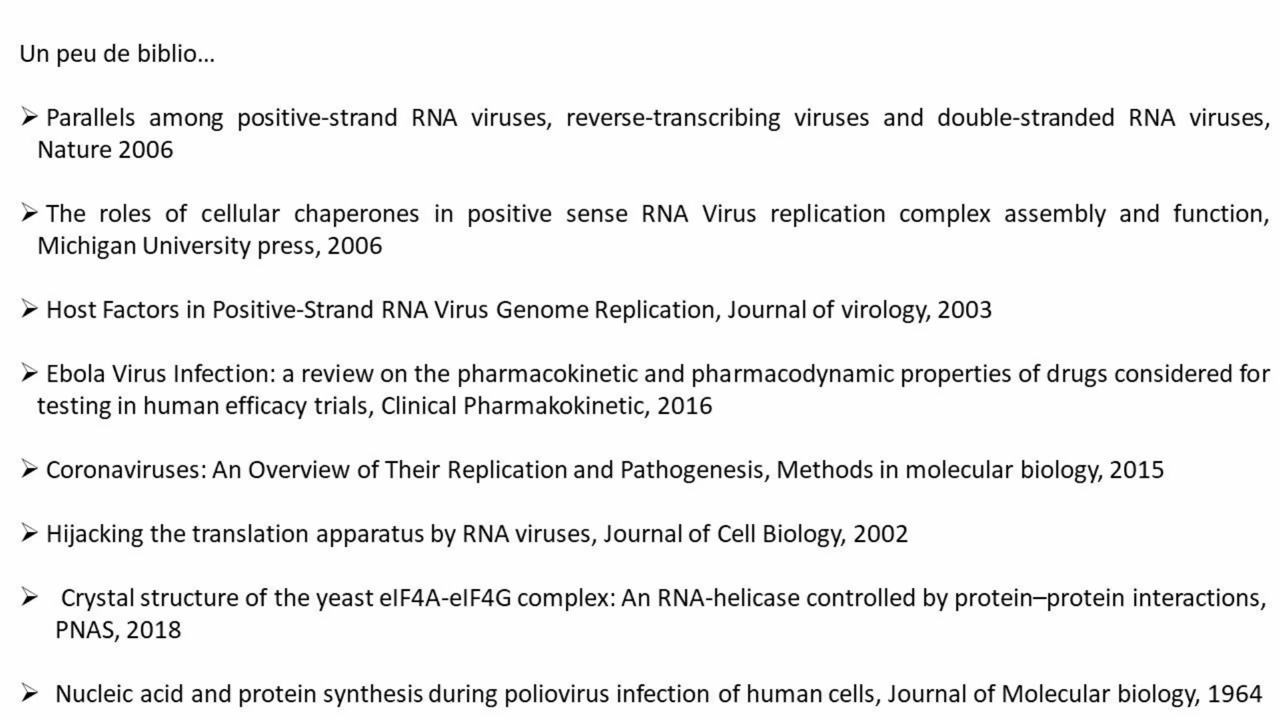 Un peu de biblio...
➢ Parallels among positive-strand RNA viruses, reverse-transcribing viruses and double-stranded RNA viruses,
Nature 2006
➢ The roles of cellular chaperones in positive sense RNA Virus replication complex assembly and function,
Michigan University press, 2006
➢ Host Factors in Positive-Strand RNA Virus Genome Replication, Journal of virology, 2003
➢ Ebola Virus Infection: a review on the pharmacokinetic and pharmacodynamic properties of drugs considered for
testing in human efficacy trials, Clinical Pharmakokinetic, 2016
➢ Coronaviruses: An Overview of Their Replication and Pathogenesis, Methods in molecular biology, 2015
➢ Hijacking the translation apparatus by RNA viruses, Journal of Cell Biology, 2002
➢ Crystal structure of the yeast eIF4A-eIF4G complex: An RNA-helicase controlled by protein–protein interactions,
PNAS, 2018
➢ Nucleic acid and protein synthesis during poliovirus infection of human cells, Journal of Molecular biology, 1964